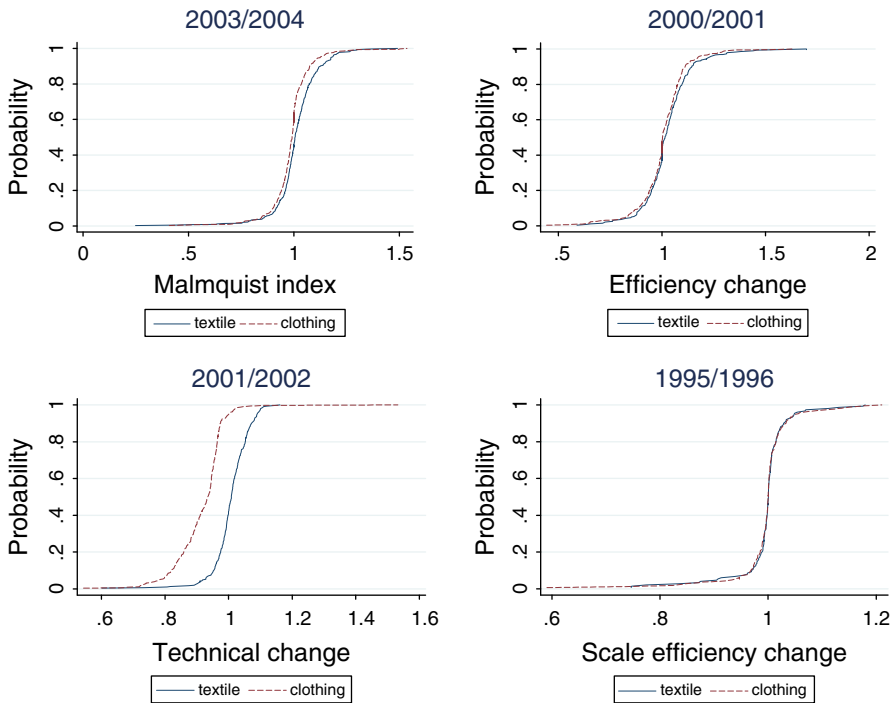 2003/2004
Probability
1
.8
.6
.4
.2
0
0 .5 1 1.5
Malmquist index
textile clothing
2000/2001
Probability
1
.8
.6
.4
.2
0
.5 1 1.5 2
Efficiency change
textile clothing
2001/2002
Probability
1
.8
.6
.4
.2
0
.6 .8 1 1.2 1.4 1.6
Technical change
textile clothing
1995/1996
Probability
1
.8
.6
.4
.2
0
.6 .8 1 1.2
Scale efficiency change
textile clothing